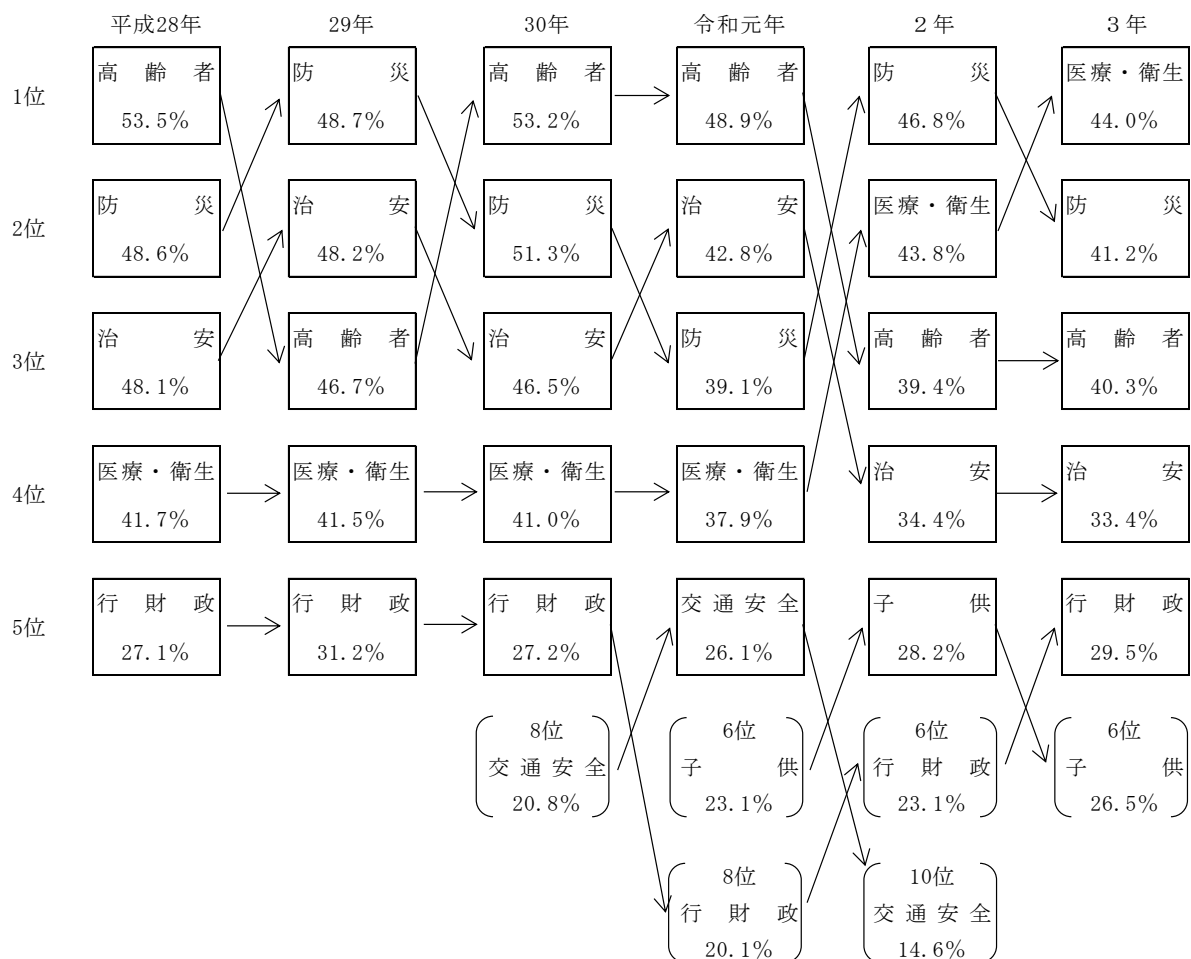 平成28年 29年 30年 令和元年 2年 3年
1位
高齢者 防災 高齢者 高齢者 防災 医療・衛生
53.5% 48.7% 53.2% 48.9% 46.8% 44.0%
2位
防災 治安 防災 治安 医療・衛生 防災
48.6% 48.2% 51.3% 42.8% 43.8% 41.2%
3位
治安 高齢者 治安 防災 高齢者 高齢者
48.1% 46.7% 46.5% 39.1% 39.4% 40.3%
4位
医療・衛生 医療・衛生 医療・衛生 医療・衛生 治安 治安
41.7% 41.5% 41.0% 37.9% 34.4% 33.4%
5位
行財政 行財政 行財政 交通安全 子供 行財政
27.1% 31.2% 27.2% 26.1% 28.2% 29.5%
8位 6位 6位 6位
交通安全 子供 行財政 子供
20.8% 23.1% 23.1% 26.5%
8位 10位
行財政 交通安全
20.1% 14.6%